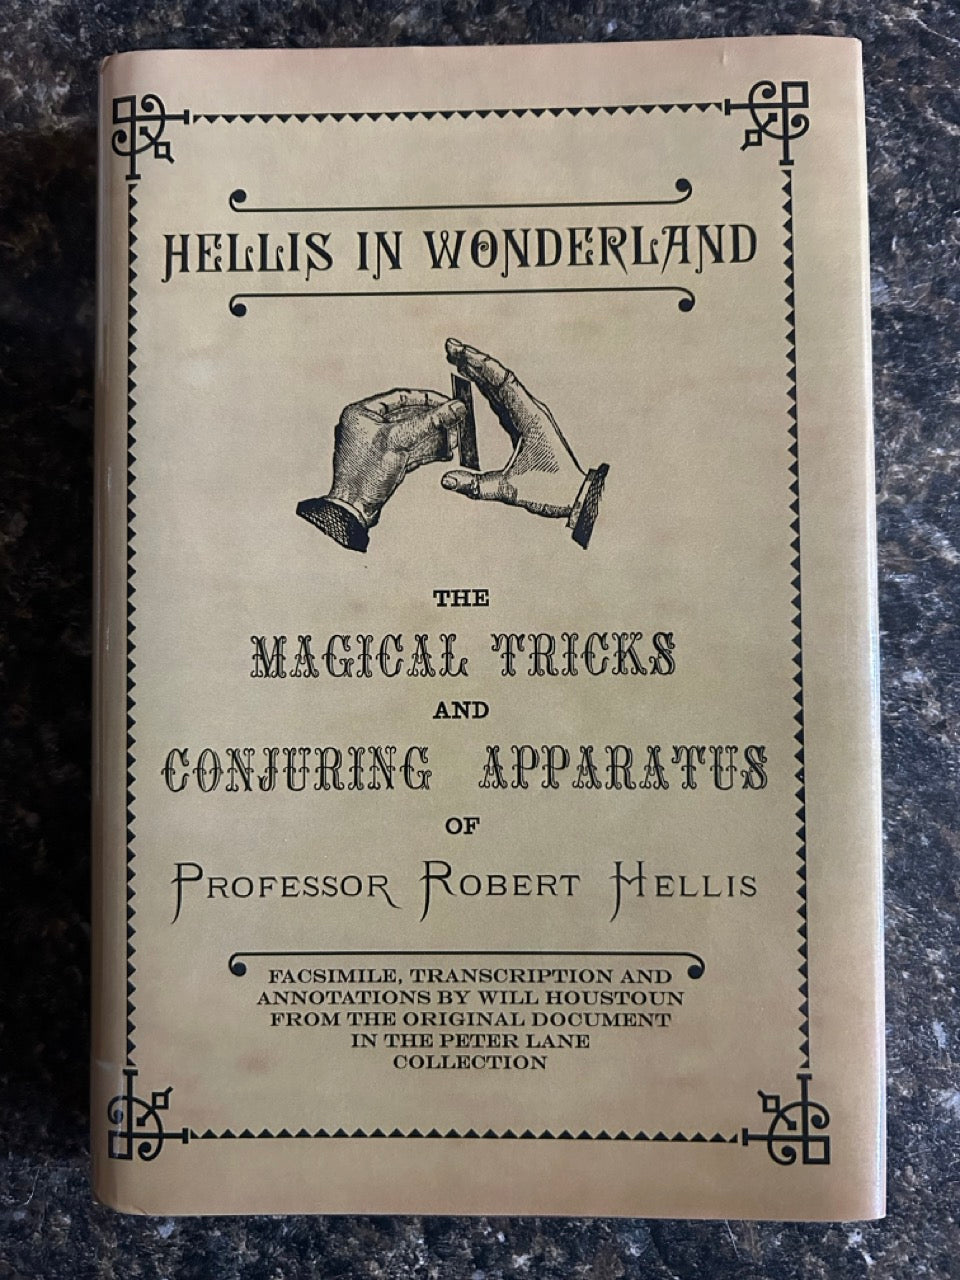 HELLIS IN WONDERLAND
THE
MAGICAL TRICKS
AND
CONJURING APPARATUS
OF
PROFESSOR ROBERT HELLIS
FACSIMILE, TRANSCRIPTION AND
ANNOTATIONS BY WILL HOUSTOUN
FROM THE ORIGINAL DOCUMENT
IN THE PETER LANE
COLLECTION